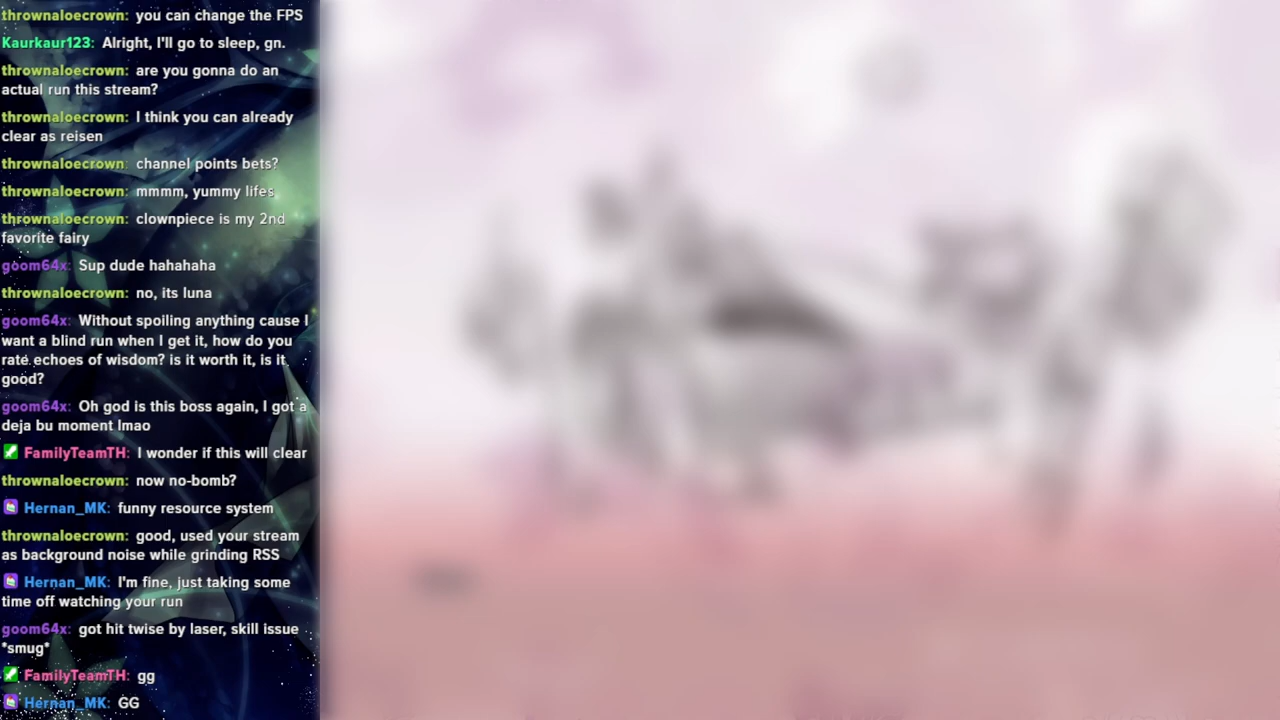 thrownaloecrown: you can change the FPS
Kaurkaur123: Alright, I'll go to sleep, gn.
thrownaloecrown: are you gonna do an
actual run this stream?
thrownaloecrown: I think you can already
clear as reisen
thrownaloecrown: channel points bets?
thrownaloecrown: mmmm, yummy lifes
thrownaloecrown: clownpiece is my 2nd
favorite fairy
goom64x: Sup dude hahahaha
thrownaloecrown: no, its luna
goom64x: Without spoiling anything cause I
want a blind run when I get it, how do you
rate echoes of wisdom? is it worth it, is it
good?
goom64x: Oh god is this boss again, I got a
deja bu moment lmao
FamilyTeamTH: I wonder if this will clear
thrownaloecrown: now no-bomb?
Hernan_MK: funny resource system
thrownaloecrown: good, used your stream
as background noise while grinding RSS
Hernan_MK: I'm fine, just taking some
time off watching your run
goom64x: got hit twise by laser, skill issue
*smug*
FamilyTeamTH: gg
Hernan_MK: GG